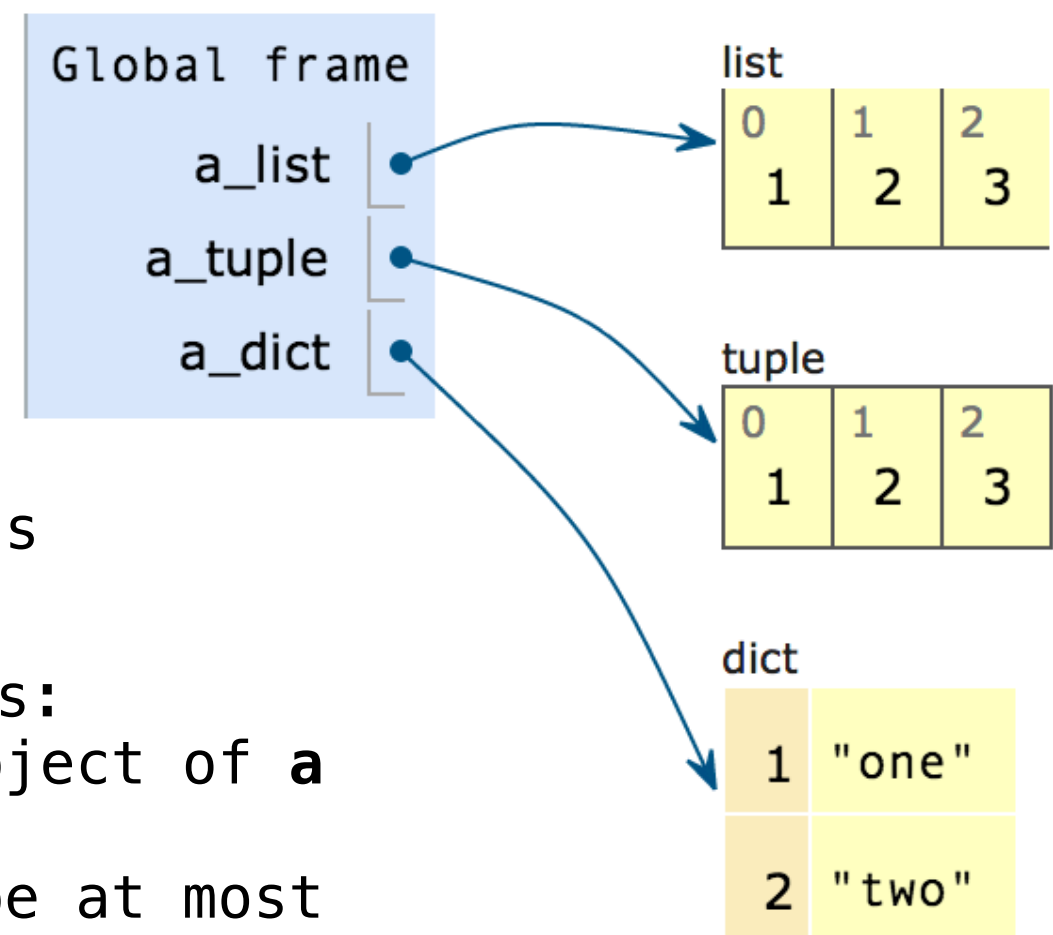 Global frame
a_list
a_tuple
a_dict
list
0 1 2
1 2 3
tuple
0 1 2
1 2 3
dict
1 "one"
2 "two"
s
s:
ject of a
e at most